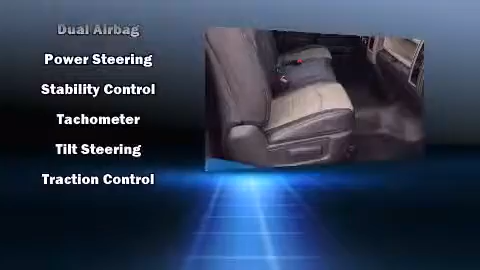 Dual Airbag
Power Steering
Stability Control
Tachometer
Tilt Steering
Traction Control